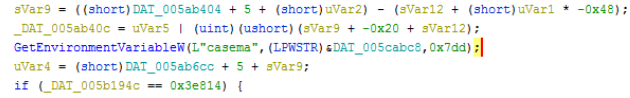 sVar9 = ((short)DAT_005ab404 + 5 + (short)uVar2) - (sVar12 + (short)uVar1 * -0x48);
_DAT_005ab40c = uVar5 | (uint)(ushort)(sVar9 + -0x20 + sVar12);
GetEnvironmentVariableW(L"casema",(LPWSTR)&DAT_005cabc8,0x7dd);
uVar4 = (short)DAT_005ab6cc + 5 + sVar9;
if (_DAT_005b194c == 0x3e814) {